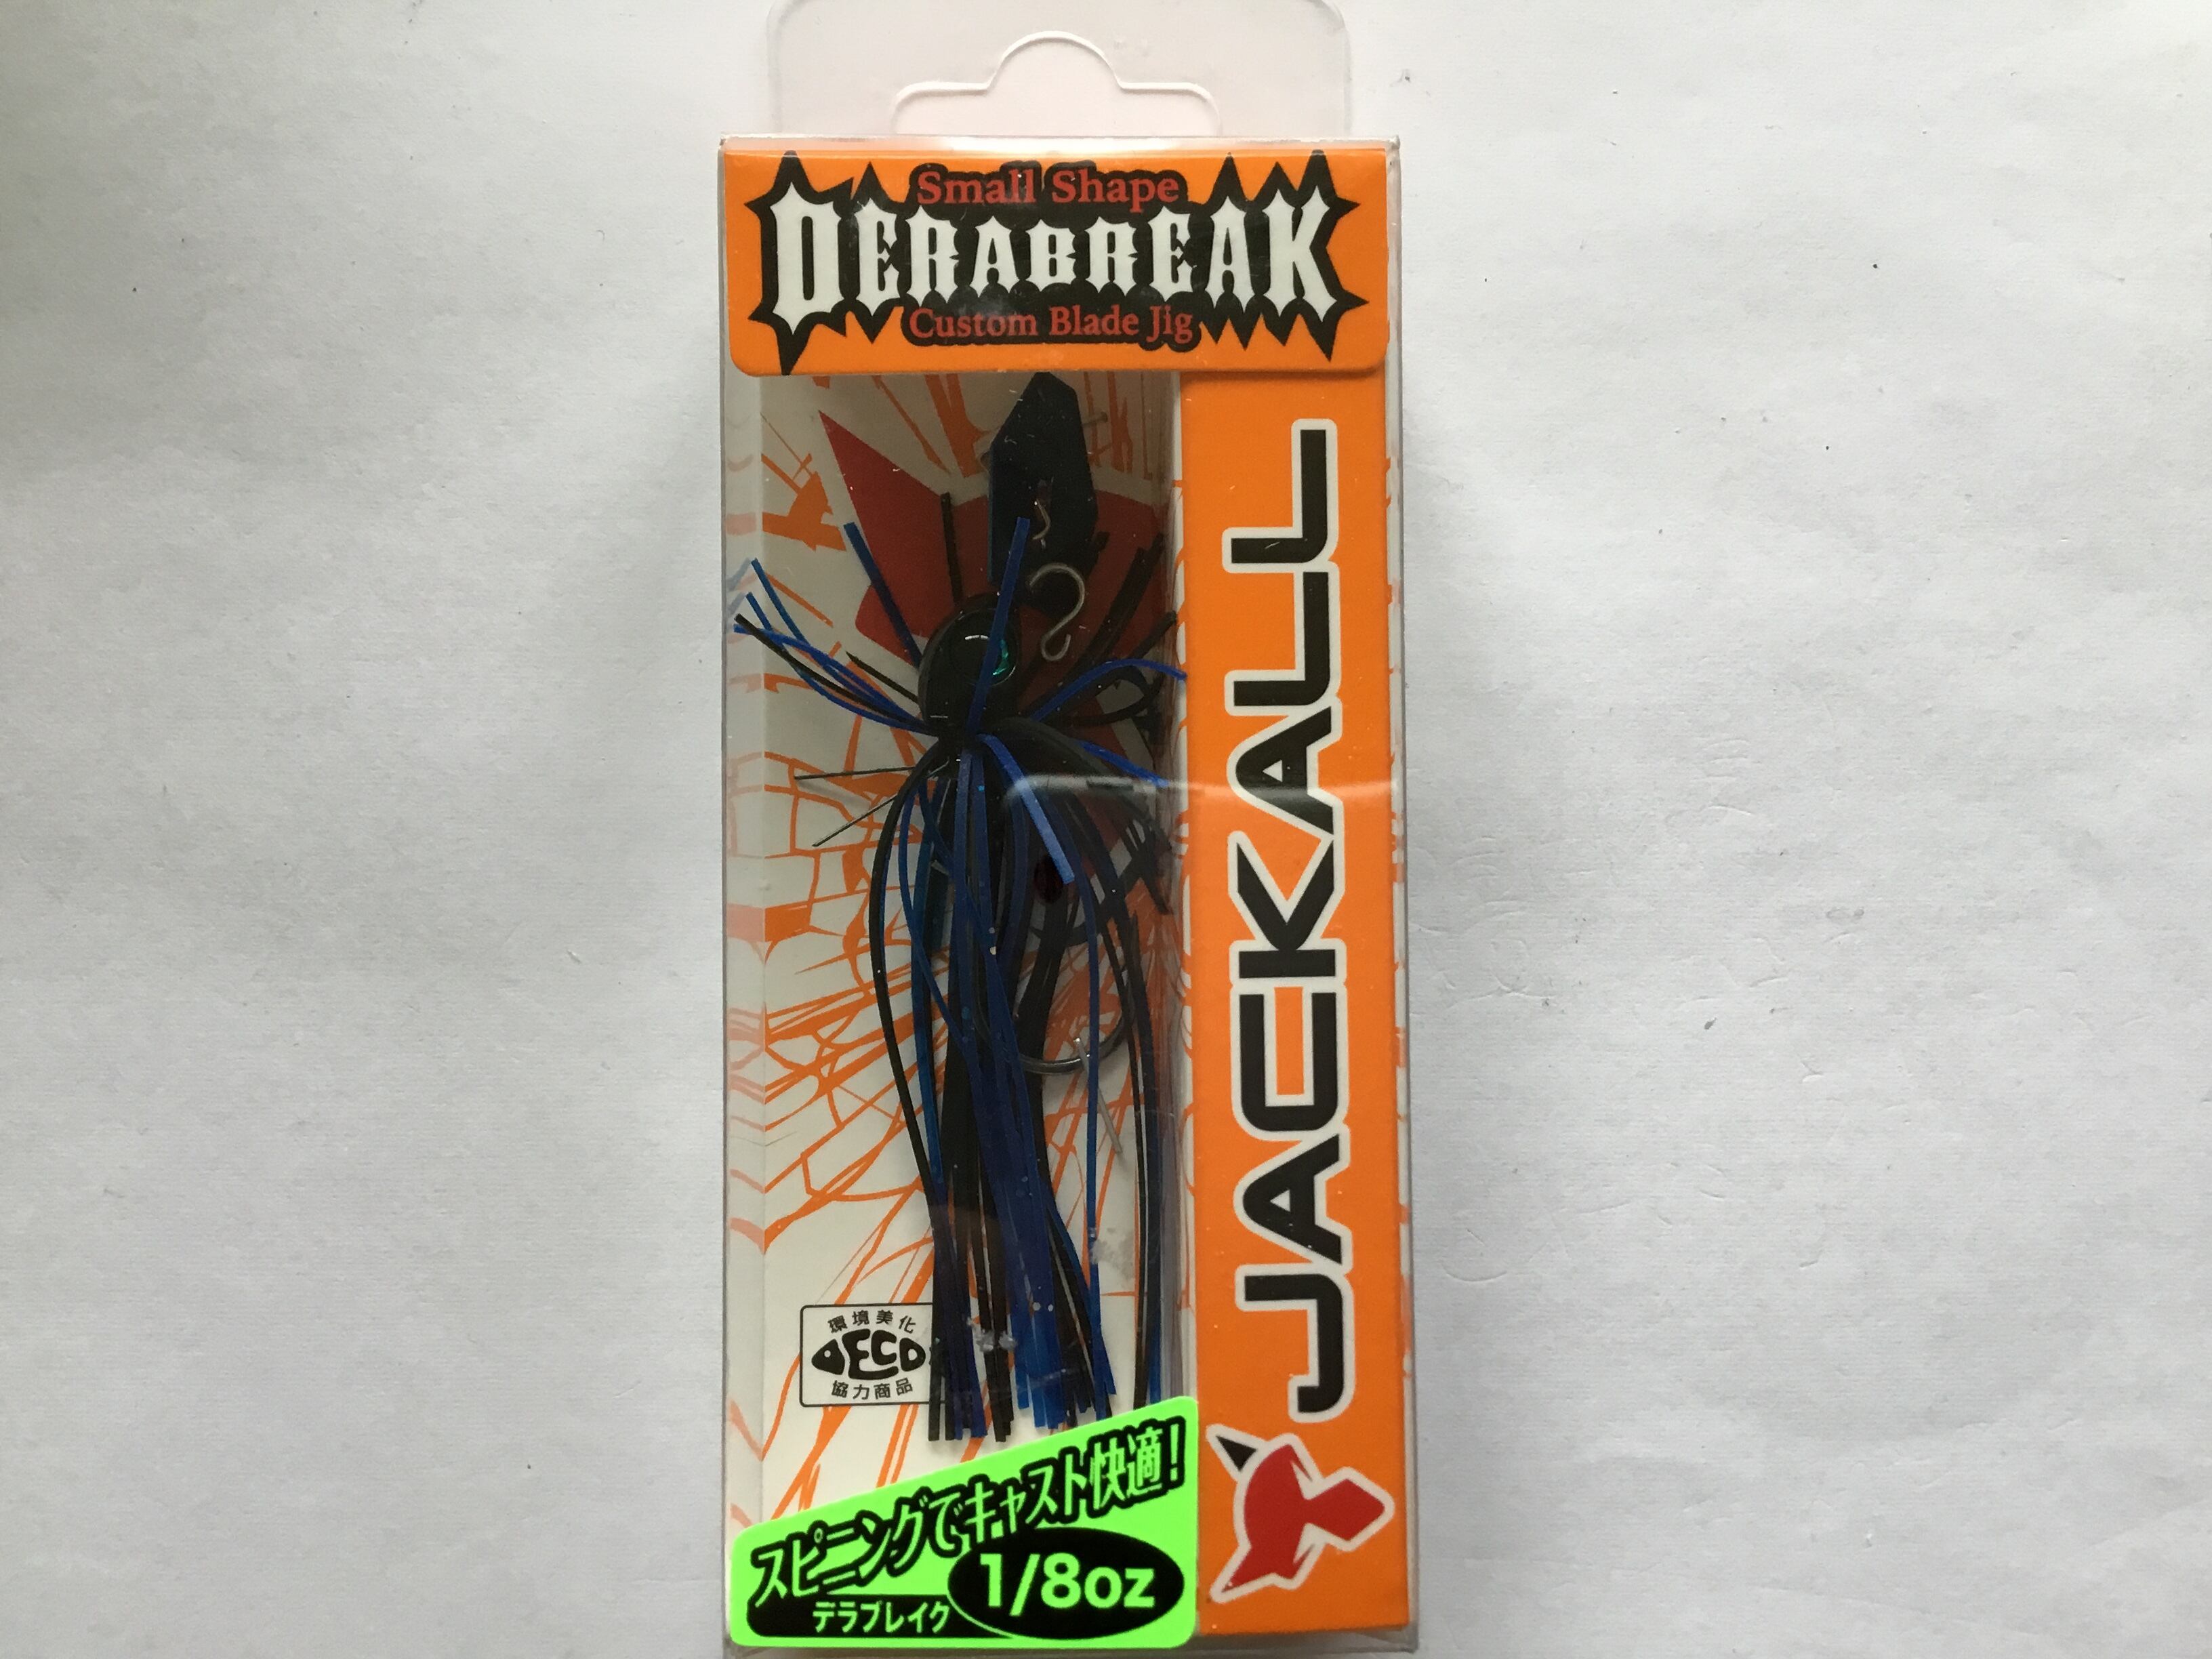 Small Shape
DERABREAK
Custom Blade Jig
JACKALL
環境美化
DECO
協力商品
スピニングでキャスト快適!
デラブレイク
1/8oz